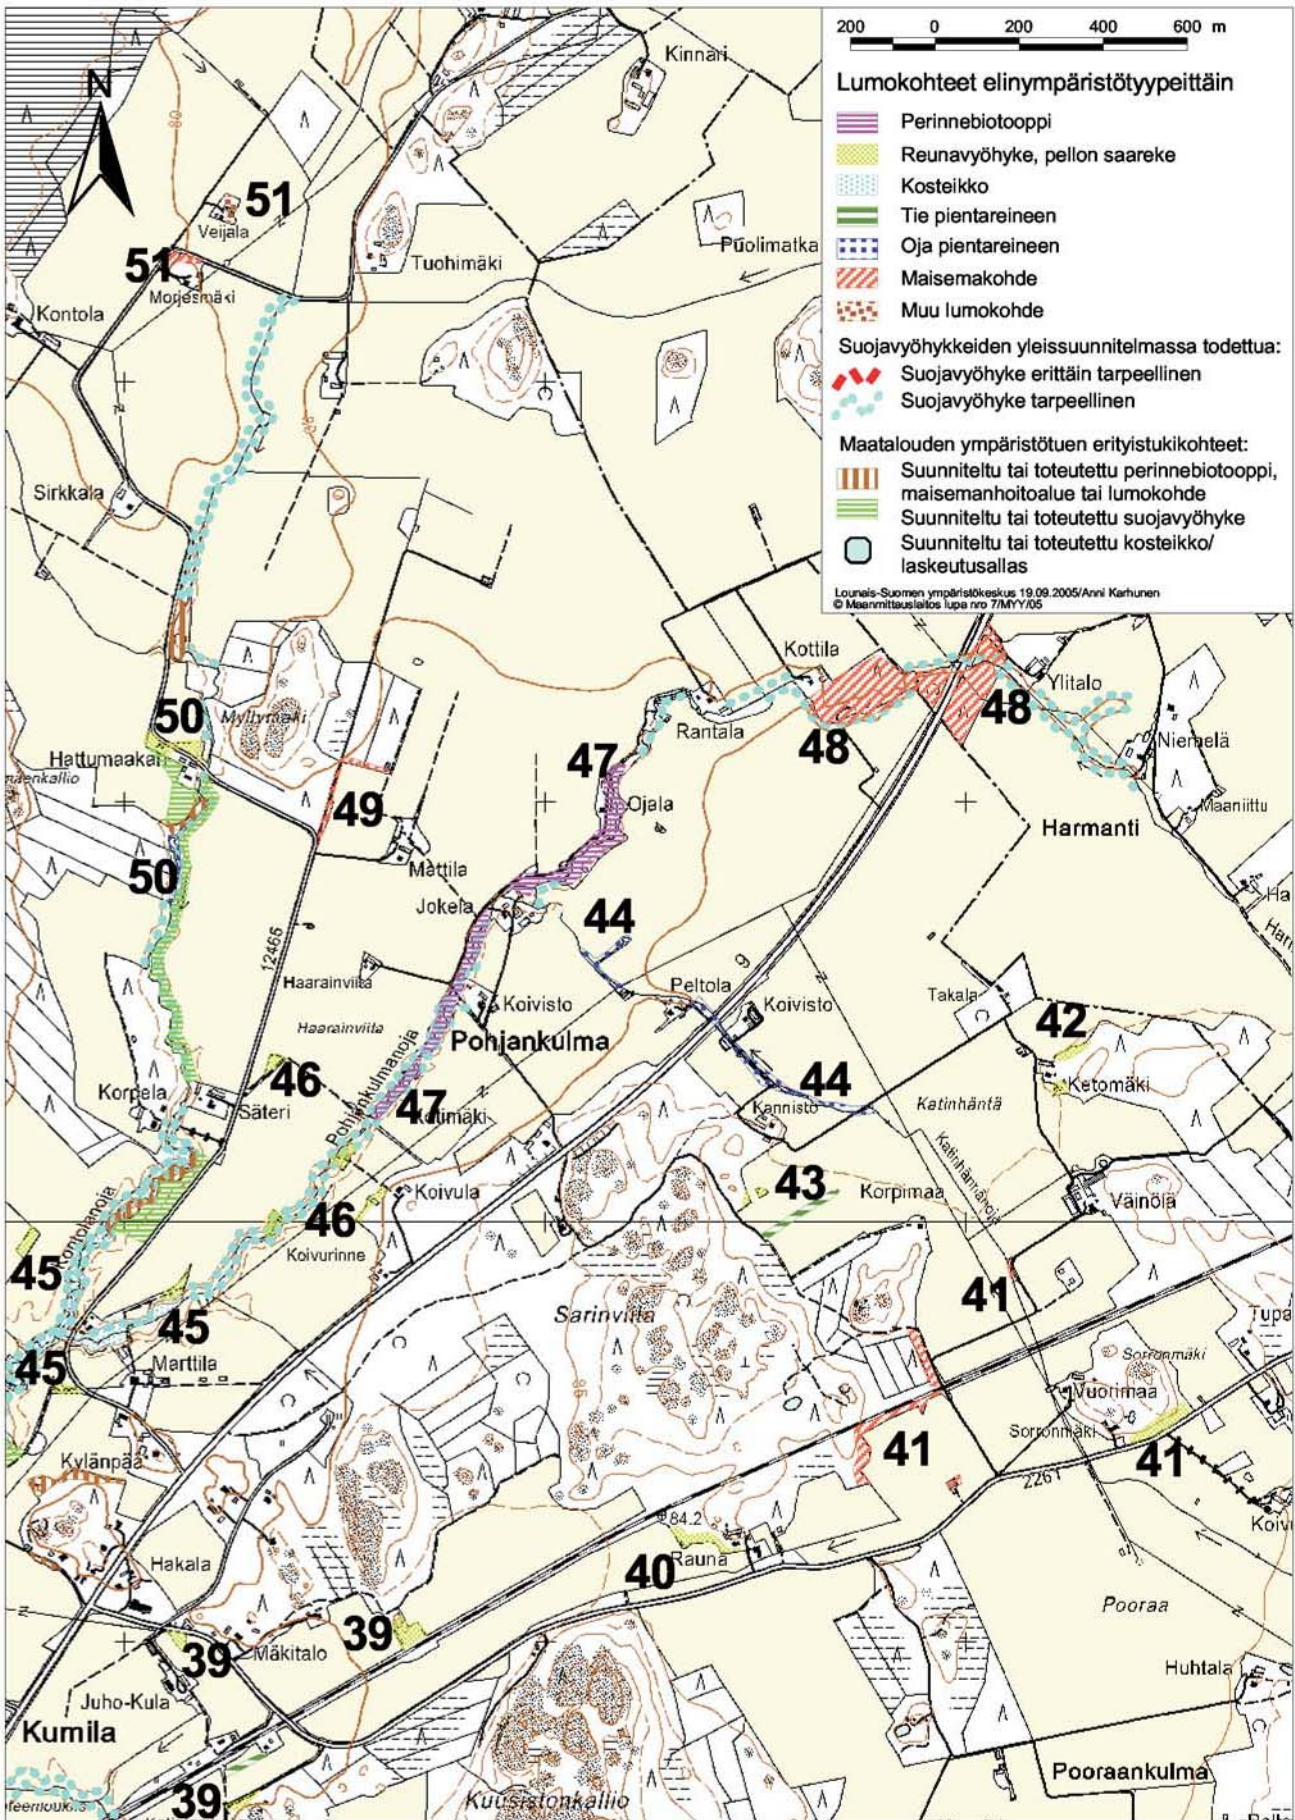 200 0 200 400 600 m
Lumokohteet elinympäristötyypeittäin
Perinnebiotooppi
Reunavyöhyke, pellon saareke
Kosteikko
Tie pientareineen
Oja pientareineen
Maisemakohde
Muu lumokohde
Suojavyöhykkeiden yleissuunnitelmassa todettua:
Suojavyöhyke erittäin tarpeellinen
Suojavyöhyke tarpeellinen
Maatalouden ympäristötuen erityistukikohteet:
Suunniteltu tai toteutettu perinnebiotooppi,
maisemanhoitoalue tai lumokohde
Suunniteltu tai toteutettu suojavyöhyke
Suunniteltu tai toteutettu kosteikko/
laskeutusallas
Lounais-Suomen ympäristökeskus 19.09.2005/Anni Karhunen
© Maanmittauslaitos lupa nro 7/MYY/05
N
Kinnari
51
Veijala
Puolimatka
51
Tuohimäki
Morjesmäki
Kontola
Sirkkala
Kottila
Ylitalo
50
Myllymäki
48
Rantala
48
Niemelä
Hattumaakari
47
Ojala
Maaniittu
49
Harmanti
50
Mattila
Jokela
44
12465
Haarainviita
Peltola
9
Koivisto
Koivisto
Takala
42
Haarainviita
Pohjankulma
Pohjankulmanoja
46
44
Ketomäki
Korpela
Säteri
47
Kotimäki
Kannisto
Katinhäntä
Katinhännänoja
43
Korpimaa
Väinölä
Koivula
46
Kontolanoja
Koivurinne
45
41
Sarinviita
45
Tupa
45
Marttila
Sorronmäki
Vuorimaa
Sorronmäki
41
41
Kylänpää
2261
84.2
Rauna
40
Hakala
Pooraa
39
39
Mäkitalo
Huhtala
Juho-Kula
Kumila
Pooraankulma
39
Kuusistonkallio